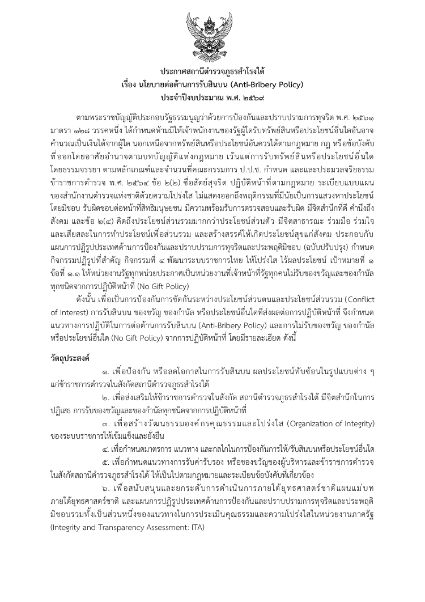 ประกาศสถานีตำรวจภูธรสำโรงใต้
เรื่อง นโยบายต่อต้านการรับสินบน (Anti-Bribery Policy)
ประจำปีงบประมาณ พ.ศ. ๒๕๖๙
ตามพระราชบัญญัติประกอบรัฐธรรมนูญว่าด้วยการป้องกันและปราบปรามการทุจริต พ.ศ. ๒๕๖๑
มาตรา ๑๒๘ วรรคหนึ่ง ได้กำหนดห้ามมิให้เจ้าพนักงานของรัฐผู้ใดรับทรัพย์สินหรือประโยชน์อื่นใดอันอาจ
คำนวณเป็นเงินได้จากผู้ใด นอกเหนือจากทรัพย์สินหรือประโยชน์อันควรได้ตามกฎหมาย กฎ หรือข้อบังคับ
ที่ออกโดยอาศัยอำนาจตามบทบัญญัติแห่งกฎหมาย เว้นแต่การรับทรัพย์สินหรือประโยชน์อื่นใด
โดยธรรมจรรยา ตามหลักเกณฑ์และจำนวนที่คณะกรรมการ ป.ป.ช. กำหนด และและประมวลจริยธรรม
ข้าราชการตำรวจ พ.ศ. ๒๕๖๔ ข้อ ๒(๒) ซื่อสัตย์สุจริต ปฏิบัติหน้าที่ตามกฎหมาย ระเบียบแบบแผน
ของสำนักงานตำรวจแห่งชาติด้วยความโปร่งใส ไม่แสดงออกถึงพฤติกรรมที่มีนัยเป็นการแสวงหาประโยชน์
โดยมิชอบ รับผิดชอบต่อหน้าที่สิทธิมนุษยชน มีความพร้อมรับการตรวจสอบและรับผิด มีจิตสำนึกที่ดี คำนึงถึง
สังคม และข้อ ๒(๔) คิดถึงประโยชน์ส่วนรวมมากกว่าประโยชน์ส่วนตัว มีจิตสาธารณะ ร่วมมือ ร่วมใจ
และเสียสละในการทำประโยชน์เพื่อส่วนรวม และสร้างสรรค์ให้เกิดประโยชน์สุขแก่สังคม ประกอบกับ
แผนการปฏิรูปประเทศด้านการป้องกันและปราบปรามการทุจริตและประพฤติมิชอบ (ฉบับปรับปรุง) กำหนด
กิจกรรมปฏิรูปที่สำคัญ กิจกรรมที่ ๔ พัฒนาระบบราชการไทย ให้โปร่งใส ไร้ผลประโยชน์ เป้าหมายที่ ๑
ข้อที่ ๑.๑ ให้หน่วยงานรัฐทุกหน่วยประกาศเป็นหน่วยงานที่เจ้าหน้าที่รัฐทุกคนไม่รับของขวัญและของกำนัล
ทุกชนิดจากการปฏิบัติหน้าที่ (No Gift Policy)
ดังนั้น เพื่อเป็นการป้องกันการขัดกันระหว่างประโยชน์ส่วนตนและประโยชน์ส่วนรวม (Conflict
of Interest) การรับสินบน ของขวัญ ของกำนัล หรือประโยชน์อื่นใดที่ส่งผลต่อการปฏิบัติหน้าที่ จึงกำหนด
แนวทางการปฏิบัติในการต่อต้านการรับสินบน (Anti-Bribery Policy) และการไม่รับของขวัญ ของกำนัล
หรือประโยชน์อื่นใด (No Gift Policy) จากการปฏิบัติหน้าที่ โดยมีรายละเอียด ดังนี้
วัตถุประสงค์
๑. เพื่อป้องกัน หรือลดโอกาสในการรับสินบน ผลประโยชน์ทับซ้อนในรูปแบบต่าง ๆ
แก่ข้าราชการตำรวจในสังกัดสถานีตำรวจภูธรสำโรงใต้
๒. เพื่อส่งเสริมให้ข้าราชการตำรวจในสังกัด สถานีตำรวจภูธรสำโรงใต้ มีจิตสำนึกในการ
ปฏิเสธ การรับของขวัญและของกำนัลทุกชนิดจากการปฏิบัติหน้าที่
๓. เพื่อสร้างวัฒนธรรมองค์กรคุณธรรมและโปร่งใส (Organization of Integrity)
ของระบบราชการให้เข้มแข็งและยั่งยืน
๔. เพื่อกำหนดมาตรการ แนวทาง และกลไกในการป้องกันการให้/รับสินบนหรือประโยชน์อื่นใด
๕. เพื่อกำหนดแนวทางการรับค่ารับรอง หรือของขวัญของผู้บริหารและข้าราชการตำรวจ
ในสังกัดสถานีตำรวจภูธรสำโรงใต้ ให้เป็นไปตามกฎหมายและระเบียบข้อบังคับที่เกี่ยวข้อง
๖. เพื่อสนับสนุนและยกระดับการดำเนินการภายใต้ยุทธศาสตร์ชาติแผนแม่บท
ภายใต้ยุทธศาสตร์ชาติ และแผนการปฏิรูปประเทศด้านการป้องกันและปราบปรามการทุจริตและประพฤติ
มิชอบรวมทั้งเป็นส่วนหนึ่งของแนวทางในการประเมินคุณธรรมและความโปร่งใสในหน่วยงานภาครัฐ
(Integrity and Transparency Assessment: ITA)